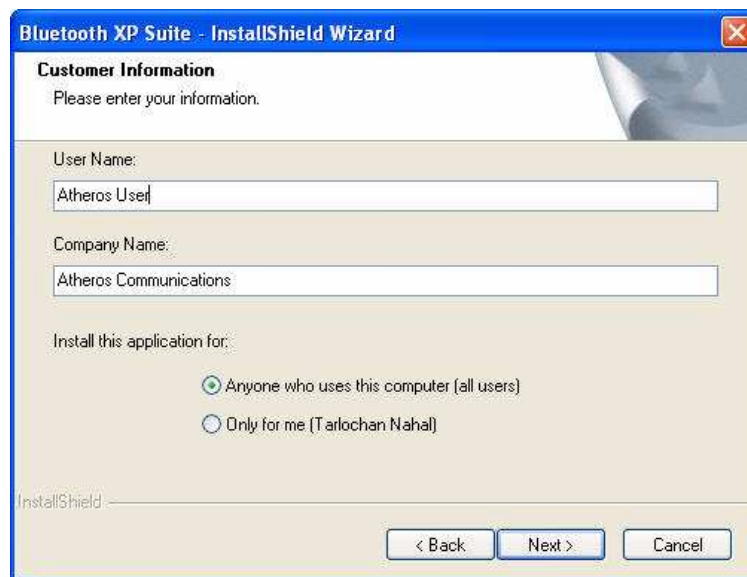 Bluetooth XP Suite - InstallShield Wizard
Customer Information
Please enter your information.
User Name:
Atheros User
Company Name:
Atheros Communications
Install this application for:
Anyone who uses this computer (all users)
Only for me (Tarlochan Nahal)
InstallShield
< Back
Next >
Cancel